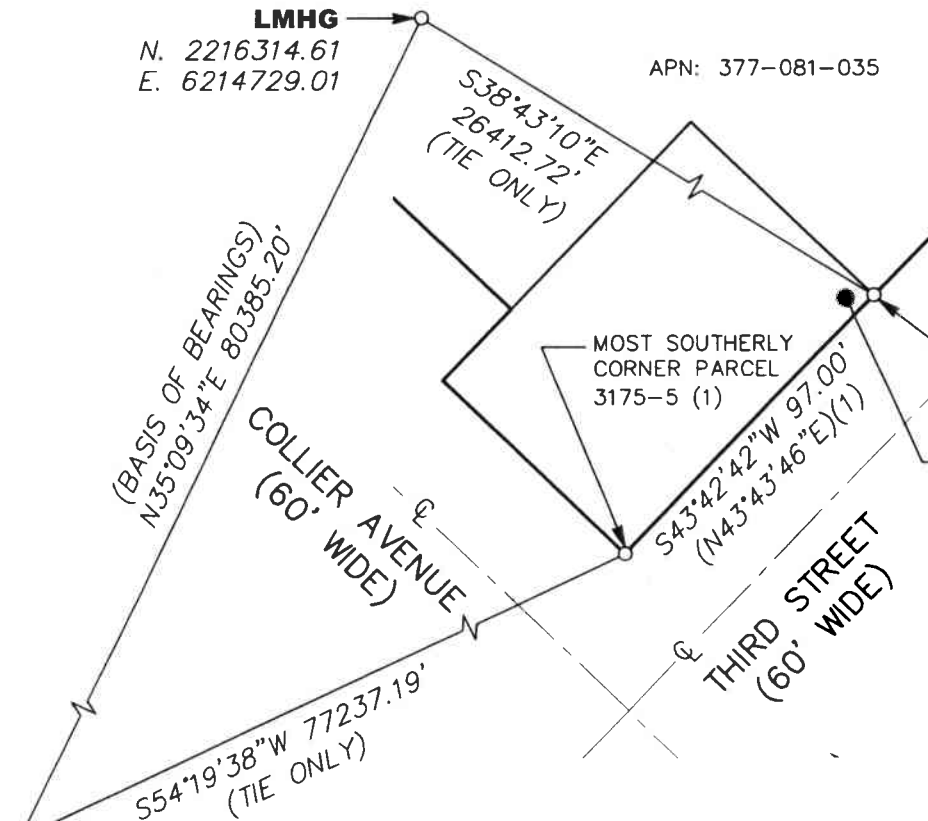 LMHG
N. 2216314.61
E. 6214729.01
APN: 377-081-035
S38°43'10"E
26412.72'
(TIE ONLY)
(BASIS OF BEARINGS)
N35°09'34"E 80385.20'
MOST SOUTHERLY
CORNER PARCEL
3175-5 (1)
COLLIER AVENUE
(60' WIDE)
℄
S43°42'42"W 97.00'
(N43°43'46"E)(1)
℄
THIRD STREET
(60' WIDE)
S54°19'38"W 77237.19'
(TIE ONLY)